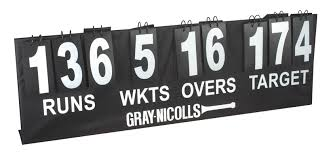 136 5 16 174
RUNS WKTS OVERS TARGET
GRAY-NICOLLS